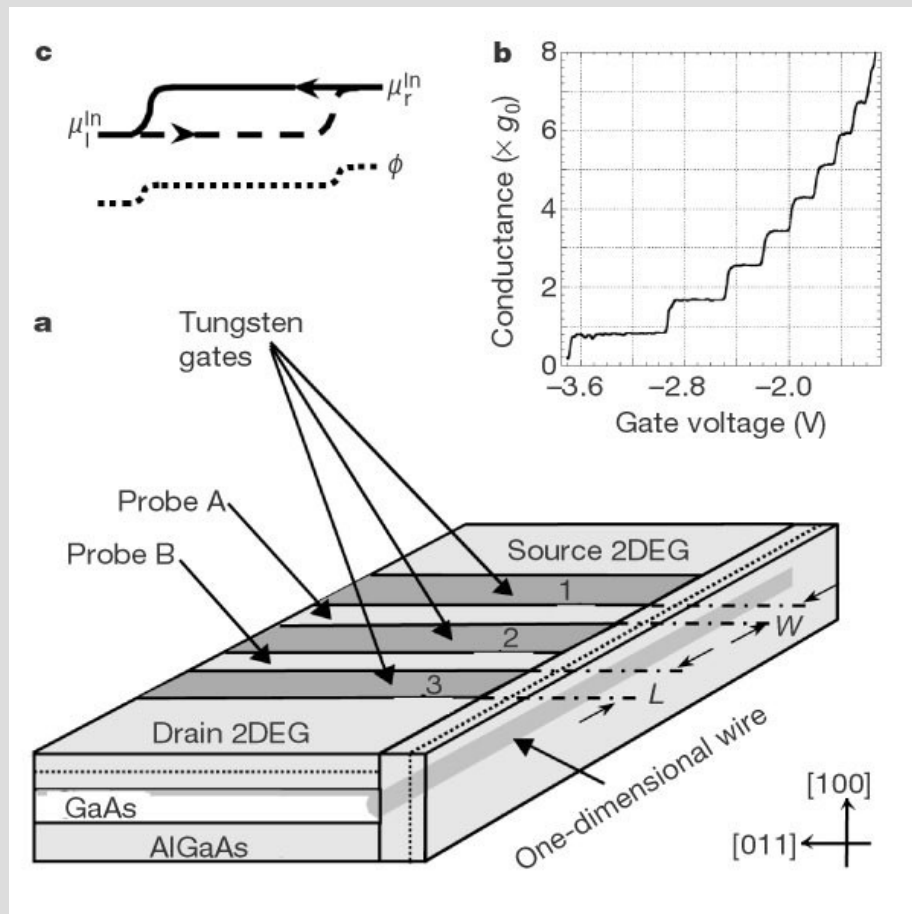 c
μ_r^In
μ_l^In
ϕ
b
8
6
4
2
0
Conductance (× g₀)
−3.6 −2.8 −2.0
Gate voltage (V)
a
Tungsten
gates
Probe A
Probe B
Source 2DEG
1
2
3
W
L
Drain 2DEG
GaAs
AlGaAs
One-dimensional wire
[100]
[011]